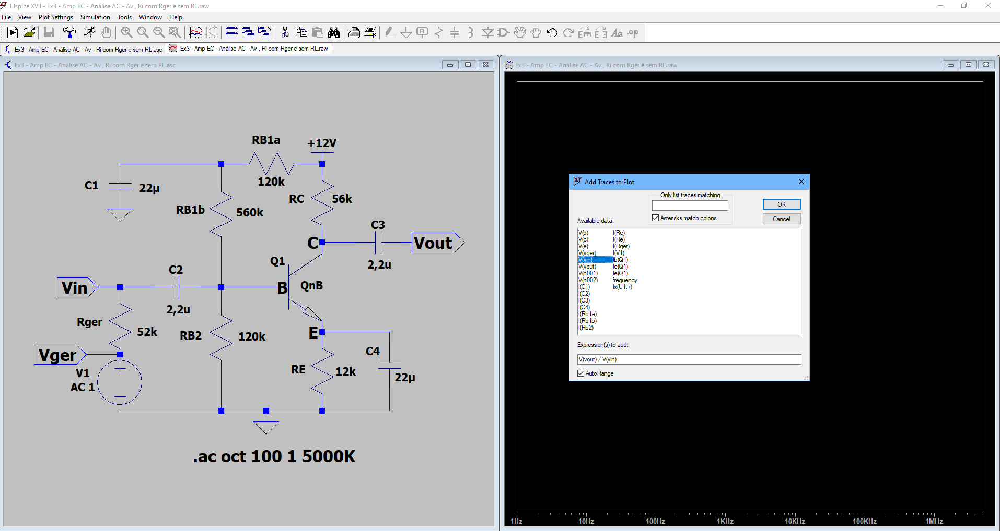 LTspice XVII - Ex3 - Amp EC - Análise AC - Av , Ri com Rger e sem RL.raw
File View Plot Settings Simulation Tools Window Help
Ex3 - Amp EC - Análise AC - Av , Ri com Rger e sem RL.asc
Ex3 - Amp EC - Análise AC - Av , Ri com Rger e sem RL.raw
Ex3 - Amp EC - Análise AC - Av , Ri com Rger e sem RL.asc
RB1a
+12V
120k
C1
22µ
RC
56k
RB1b
560k
C3
C
Vout
2,2u
Q1
C2
Vin
B
QnB
2,2u
Rger
52k
RB2
120k
E
C4
Vger
V1
AC 1
RE
12k
22µ
.ac oct 100 1 5000K
Ex3 - Amp EC - Análise AC - Av , Ri com Rger e sem RL.raw
Add Traces to Plot
Only list traces matching
OK
Asterisks match colons
Cancel
Available data:
V(b) I(Rc)
V(c) I(Re)
V(e) I(Rger)
V(vger) I(V1)
V(vin) Ib(Q1)
V(vout) Ic(Q1)
V(n001) Ie(Q1)
V(n002) frequency
I(C1) Ix(U1:+)
I(C2)
I(C3)
I(C4)
I(Rb1a)
I(Rb1b)
I(Rb2)
Expression(s) to add:
V(vout) / V(vin)
AutoRange
1Hz 10Hz 100Hz 1KHz 10KHz 100KHz 1MHz